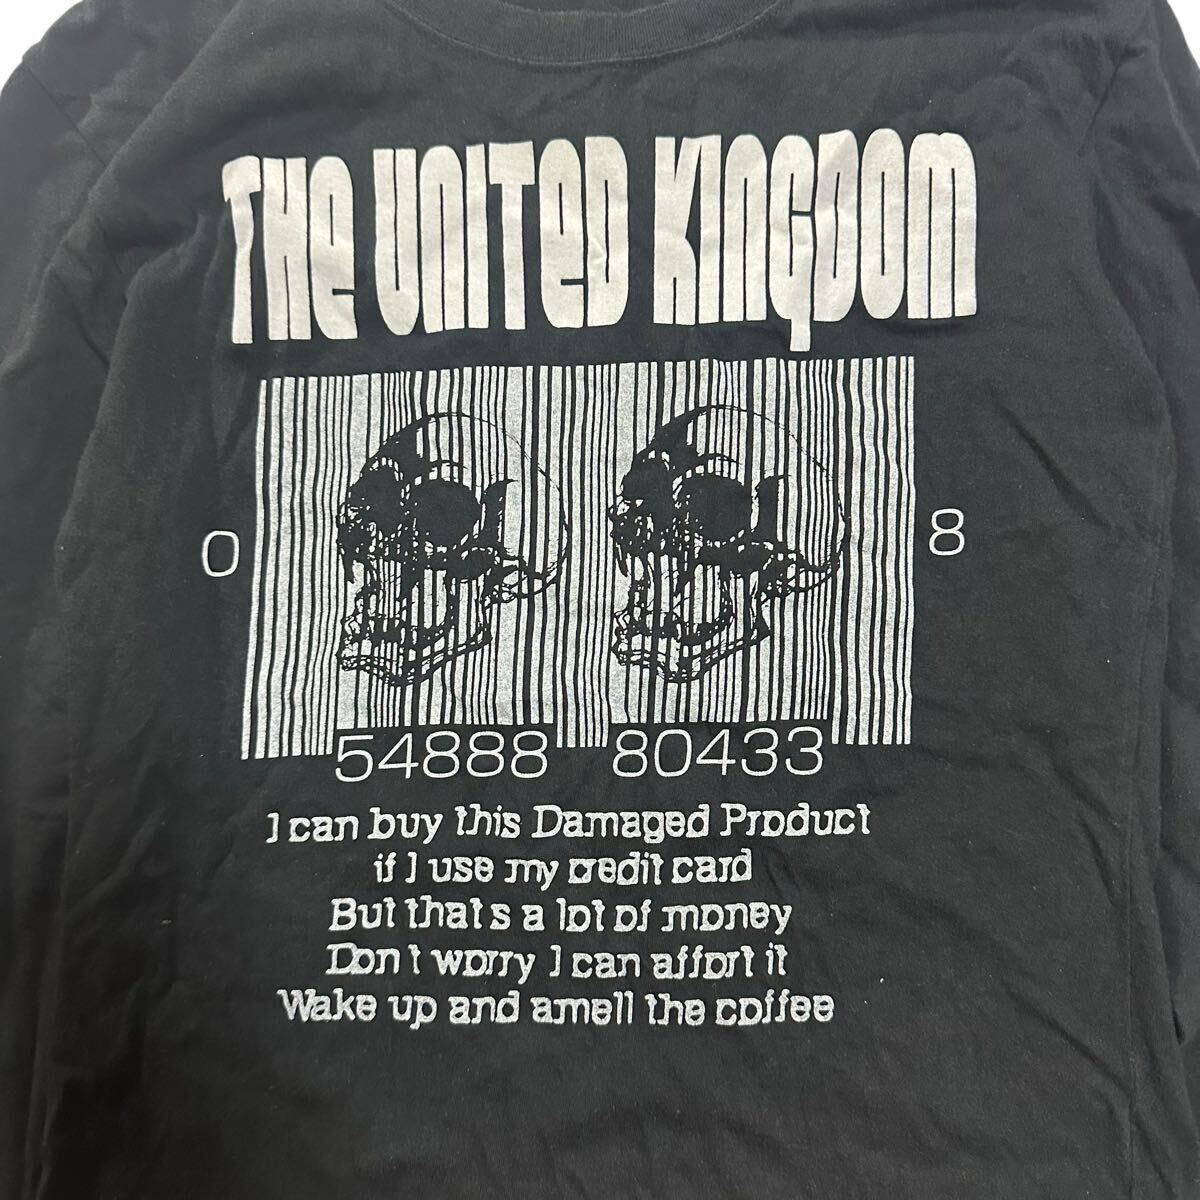 THE UNITED KINGDOM
0
8
54888 80433
I can buy this Damaged Product
if I use my credit card
But thats a lot of money
Don't worry I can affort it
Wake up and amell the coffee